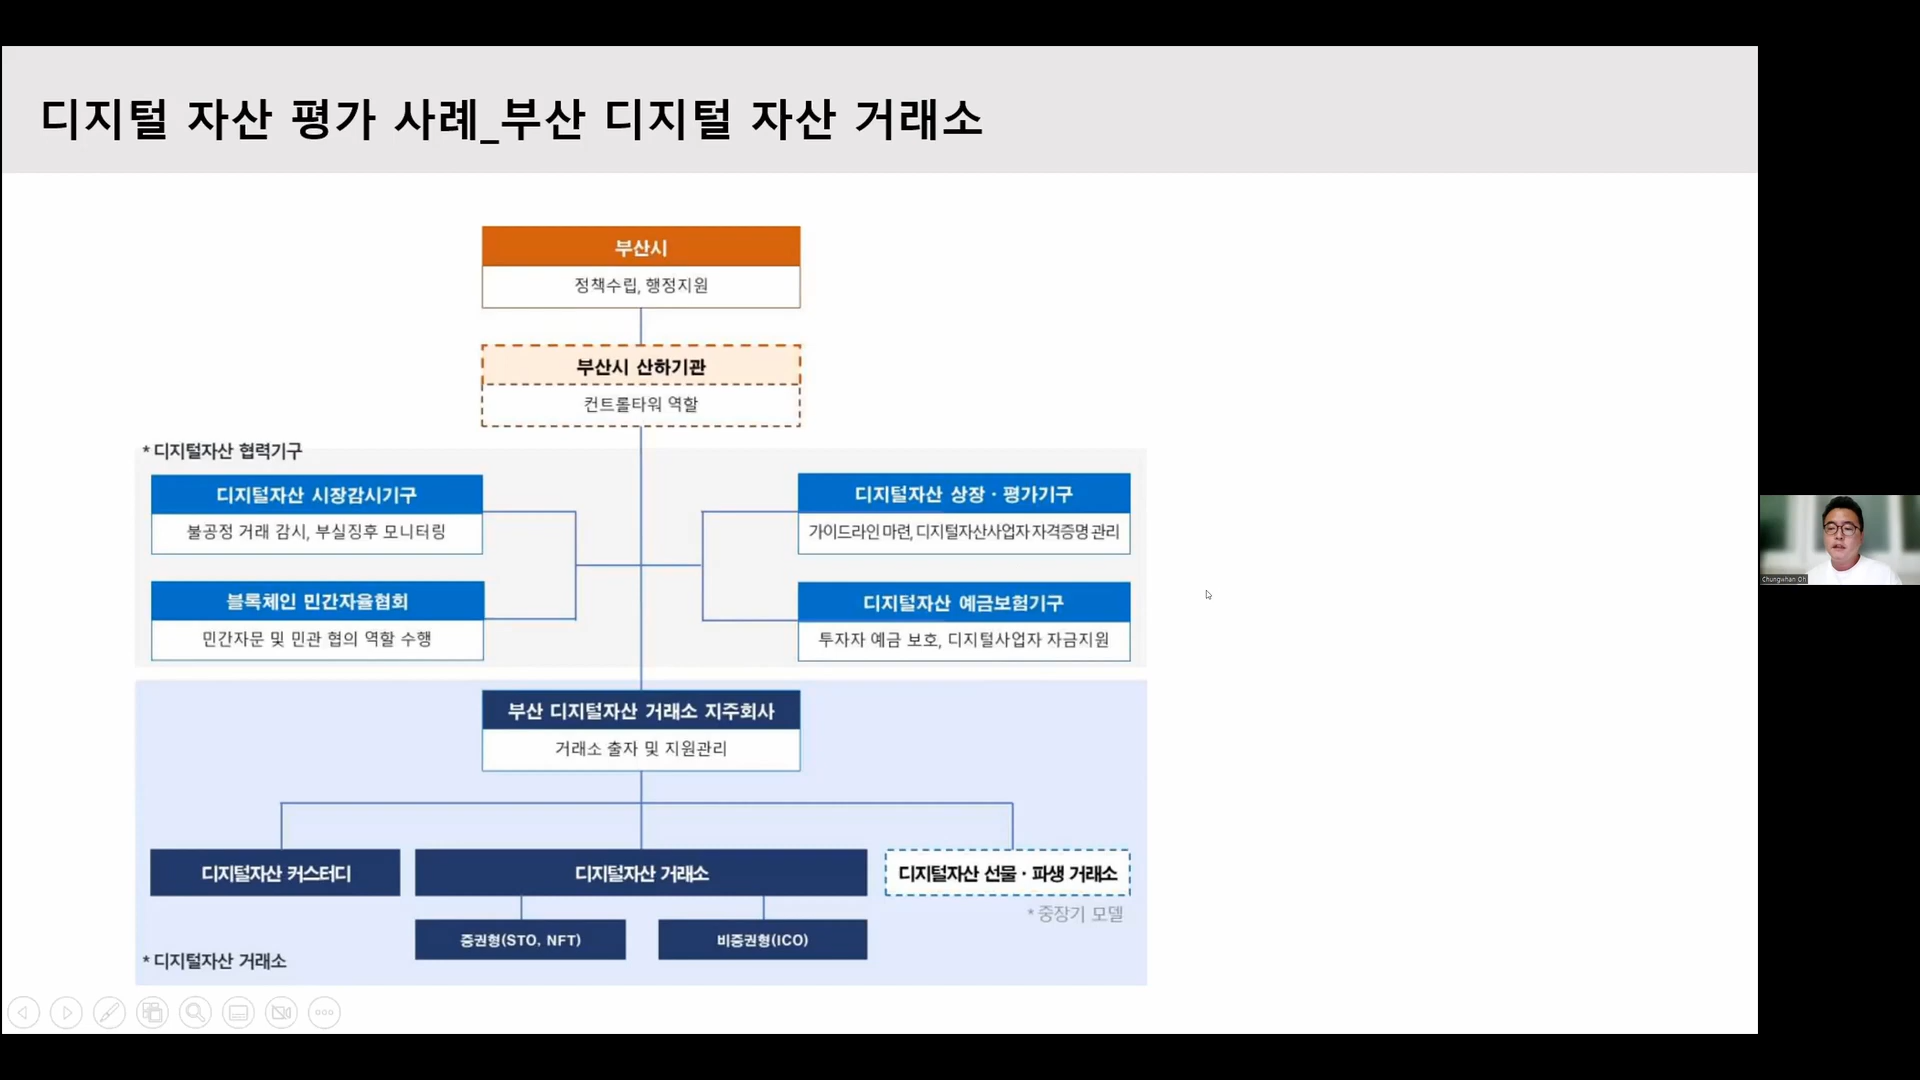 디지털 자산 평가 사례_부산 디지털 자산 거래소
부산시
정책수립, 행정지원
부산시 산하기관
컨트롤타워 역할
* 디지털자산 협력기구
디지털자산 시장감시기구
불공정 거래 감시, 부실징후 모니터링
디지털자산 상장 · 평가기구
가이드라인 마련, 디지털자산사업자 자격증명 관리
블록체인 민간자율협회
민간자문 및 민관 협의 역할 수행
디지털자산 예금보험기구
투자자 예금 보호, 디지털사업자 자금지원
부산 디지털자산 거래소 지주회사
거래소 출자 및 지원관리
디지털자산 커스터디
디지털자산 거래소
디지털자산 선물 · 파생 거래소
* 중장기 모델
증권형(STO, NFT)
비증권형(ICO)
* 디지털자산 거래소
Chungwhan Oh